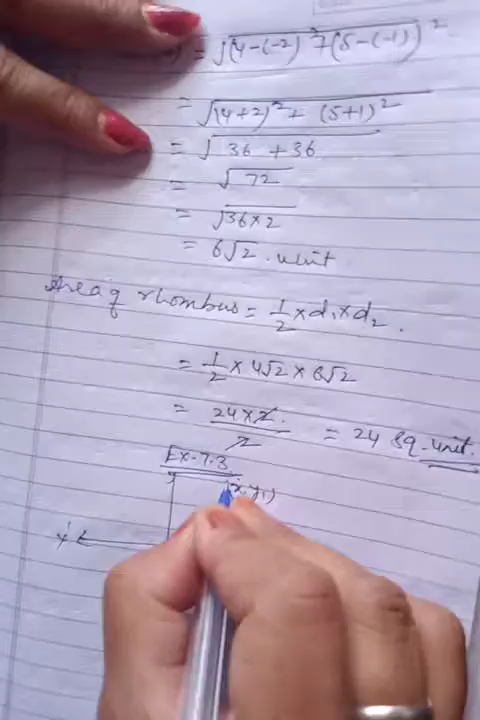 = √(4-(-2)²+(5-(-1)²
= √(4+2)²+ (5+1)²
= √36 +36
= √72
= √36×2
= 6√2. unit
Area of rhombus = 1/2 × d₁ × d₂.
= 1/2 × 4√2 × 6√2
= 24×2/2 = 24 sq. unit.
Ex-7.3
(x, y₁)
x'